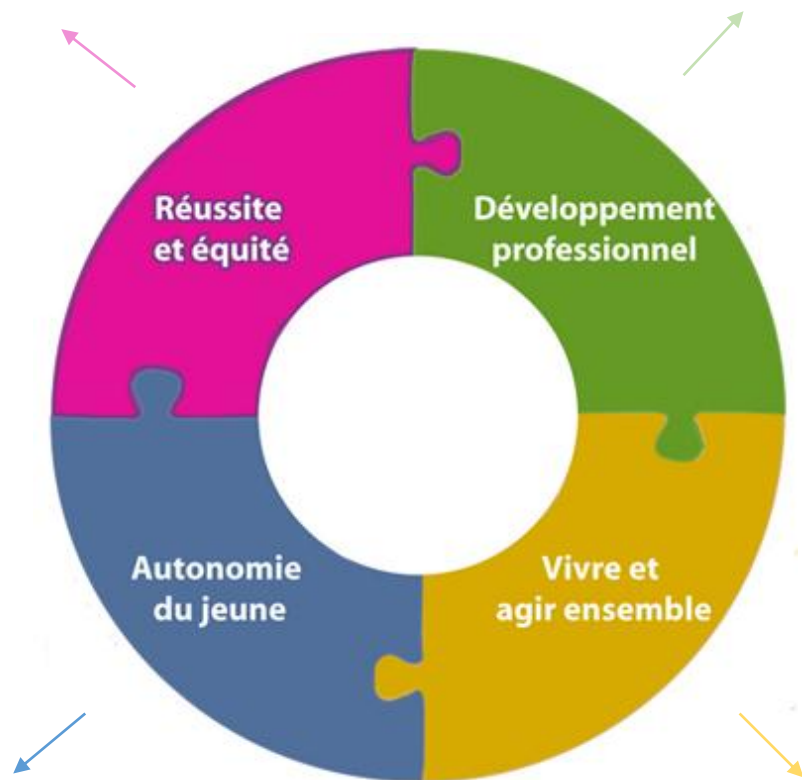 Réussite
et équité
Développement
professionnel
Autonomie
du jeune
Vivre et
agir ensemble